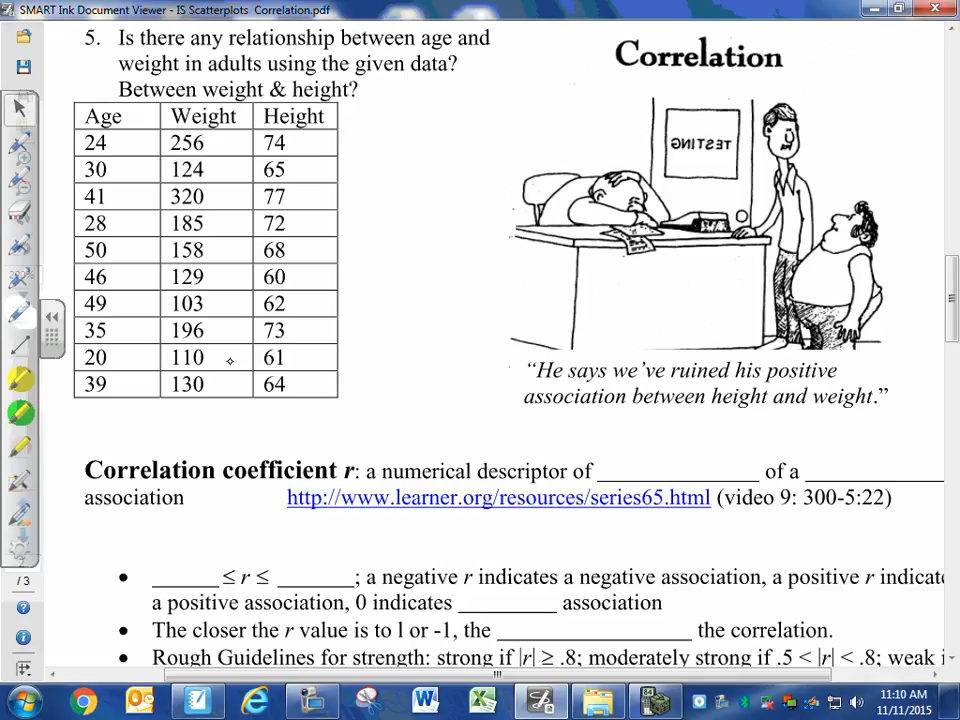 SMART Ink Document Viewer - IS Scatterplots  Correlation.pdf
5. Is there any relationship between age and
weight in adults using the given data?
Between weight & height?
Age Weight Height
24 256 74
30 124 65
41 320 77
28 185 72
50 158 68
46 129 60
49 103 62
35 196 73
20 110 61
39 130 64
Correlation
TESTING
“He says we’ve ruined his positive
association between height and weight.”
Correlation coefficient r: a numerical descriptor of _______________ of a _____________
association http://www.learner.org/resources/series65.html (video 9: 300-5:22)
• ______ ≤ r ≤ _______; a negative r indicates a negative association, a positive r indicate
a positive association, 0 indicates _________ association
• The closer the r value is to l or -1, the __________________ the correlation.
• Rough Guidelines for strength: strong if |r| ≥ .8; moderately strong if .5 < |r| < .8; weak i
/ 3
11:10 AM
11/11/2015